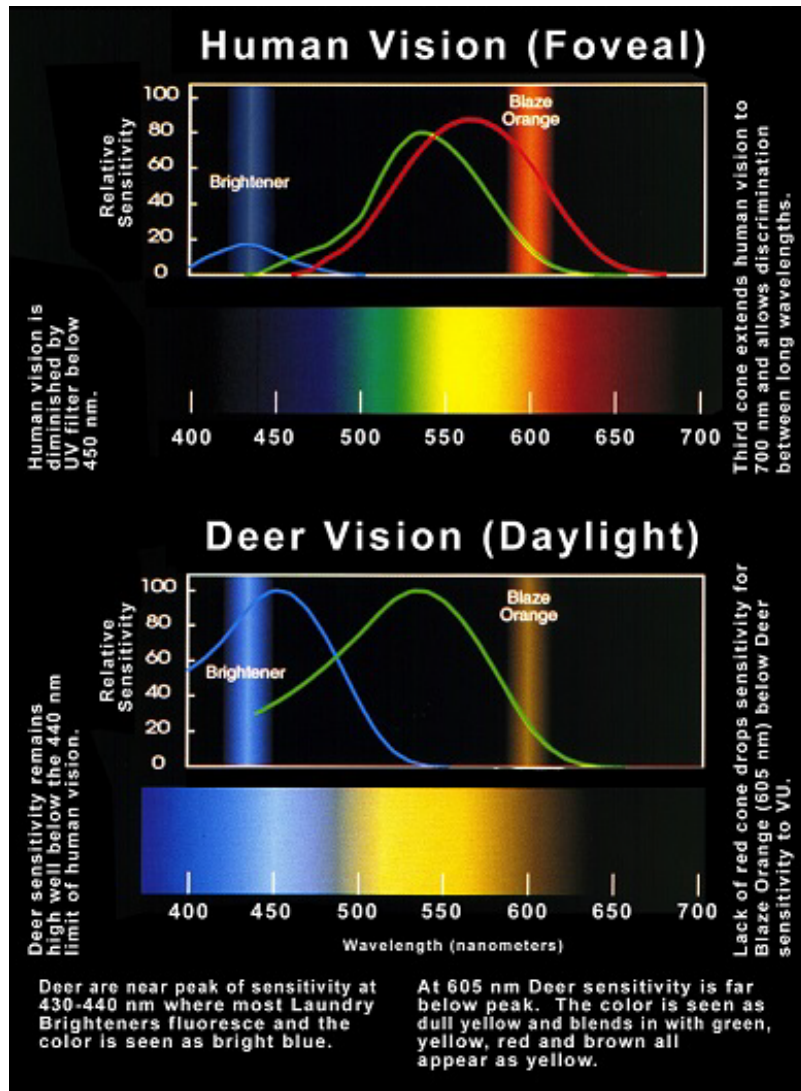 Human Vision (Foveal)
100
80
60
40
20
0
Relative
Sensitivity
Brightener
Blaze
Orange
Human vision is
diminished by
UV filter below
450 nm.
Third cone extends human vision to
700 nm and allows discrimination
between long wavelengths.
400 450 500 550 600 650 700
Deer Vision (Daylight)
100
80
60
40
20
0
Relative
Sensitivity
Brightener
Blaze
Orange
Deer sensitivity remains
high well below the 440 nm
limit of human vision.
Lack of red cone drops sensitivity for
Blaze Orange (605 nm) below Deer
sensitivity to VU.
400 450 500 550 600 650 700
Wavelength (nanometers)
Deer are near peak of sensitivity at
430-440 nm where most Laundry
Brighteners fluoresce and the
color is seen as bright blue.
At 605 nm Deer sensitivity is far
below peak. The color is seen as
dull yellow and blends in with green,
yellow, red and brown all
appear as yellow.